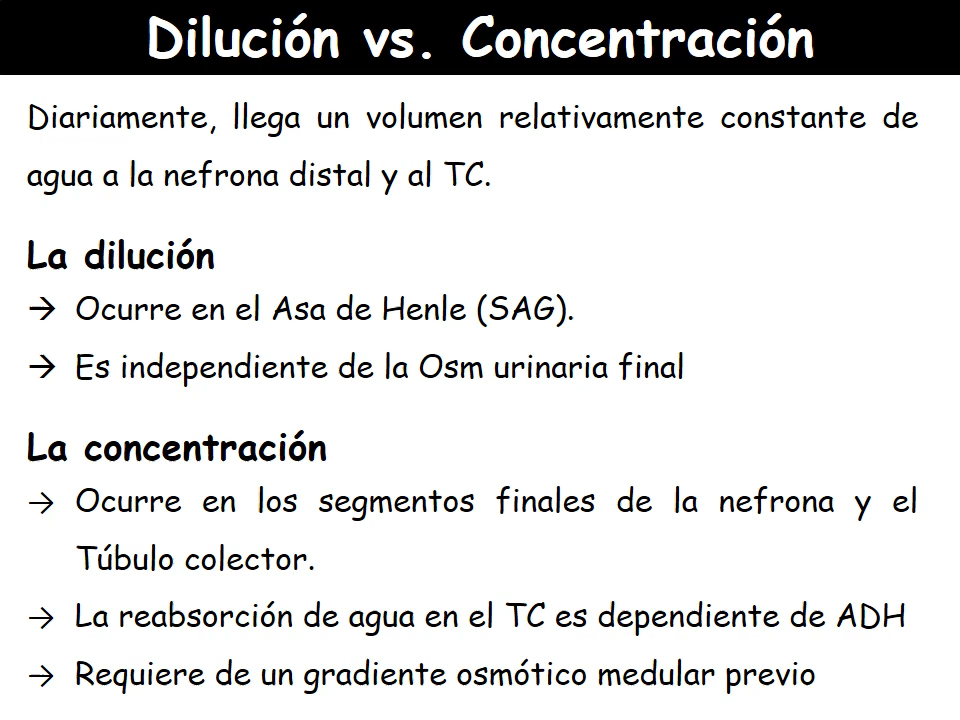 Dilución vs. Concentración
Diariamente, llega un volumen relativamente constante de
agua a la nefrona distal y al TC.
La dilución
→ Ocurre en el Asa de Henle (SAG).
→ Es independiente de la Osm urinaria final
La concentración
→ Ocurre en los segmentos finales de la nefrona y el
Túbulo colector.
→ La reabsorción de agua en el TC es dependiente de ADH
→ Requiere de un gradiente osmótico medular previo